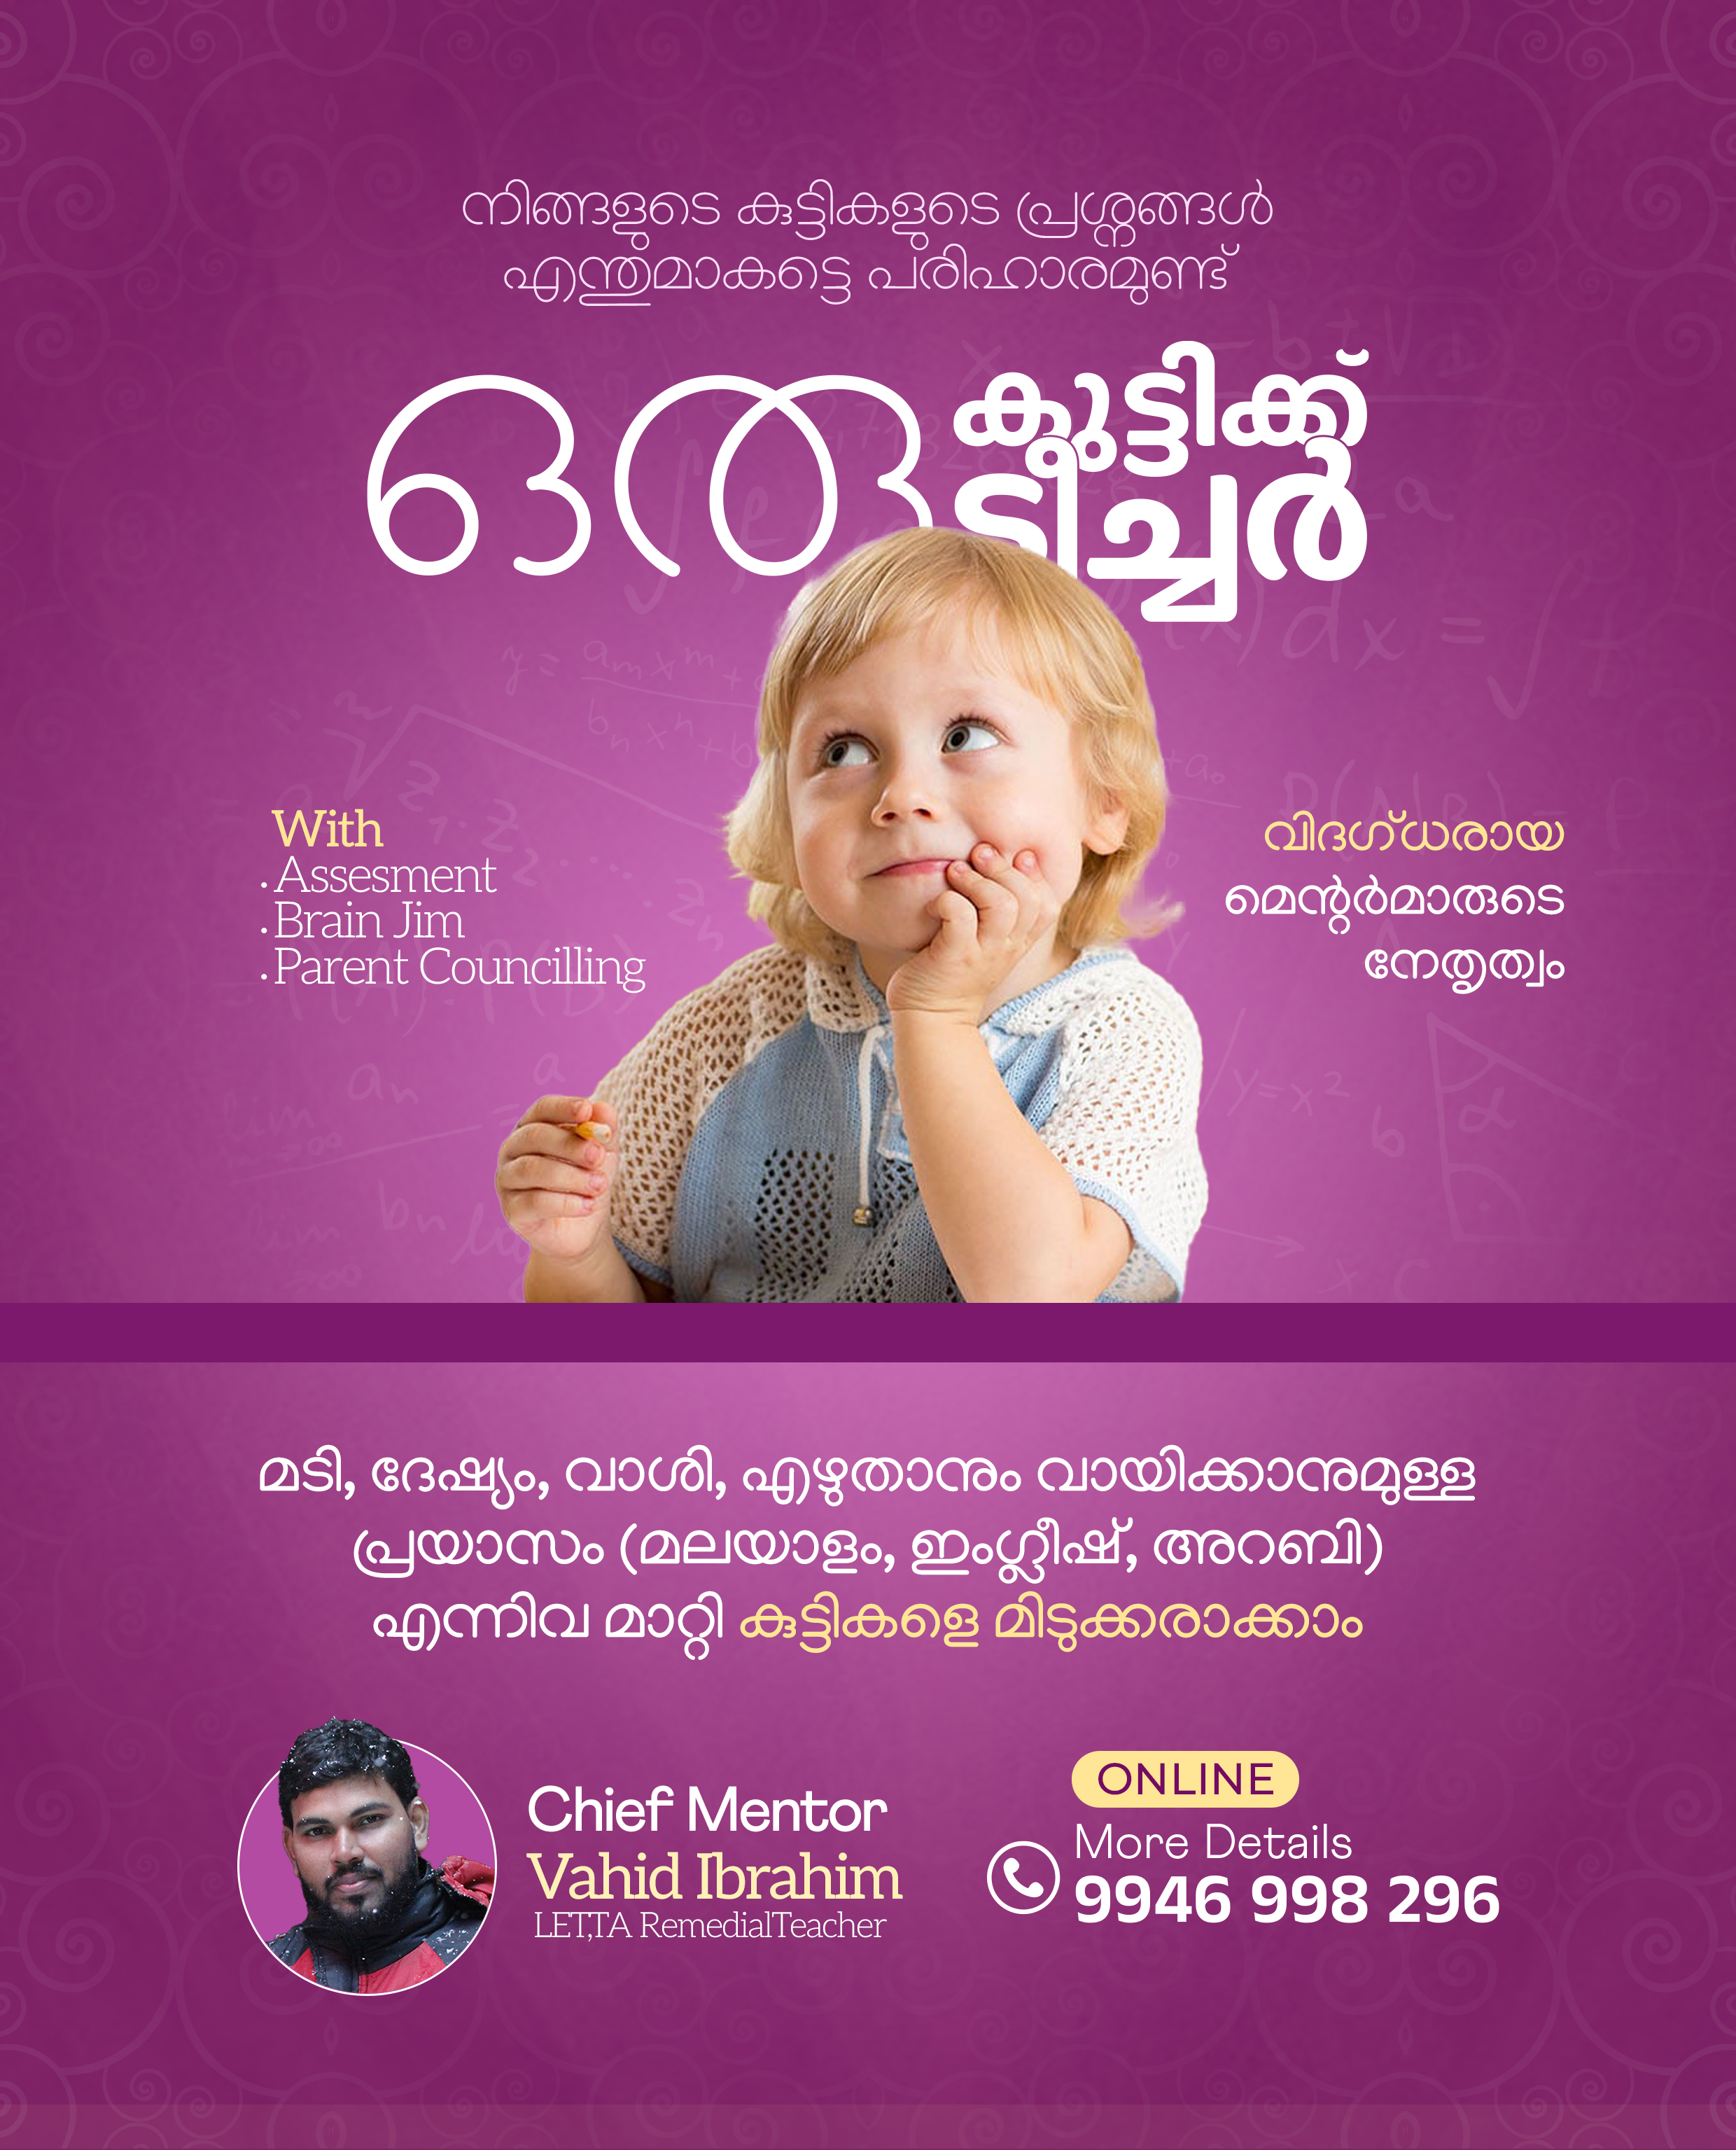 നിങ്ങളുടെ കുട്ടികളുടെ പ്രശ്നങ്ങൾ
എന്തുമാകട്ടെ പരിഹാരമുണ്ട്
ഒരു കുട്ടിക്ക്
ടീച്ചർ
With
. Assesment
. Brain Jim
. Parent Councilling
വിദഗ്ധരായ
മെന്റർമാരുടെ
നേതൃത്വം
മടി, ദേഷ്യം, വാശി, എഴുതാനും വായിക്കാനുമുള്ള
പ്രയാസം (മലയാളം, ഇംഗ്ലീഷ്, അറബി)
എന്നിവ മാറ്റി കുട്ടികളെ മിടുക്കരാക്കാം
Chief Mentor
Vahid Ibrahim
LET,TA RemedialTeacher
ONLINE
More Details
9946 998 296